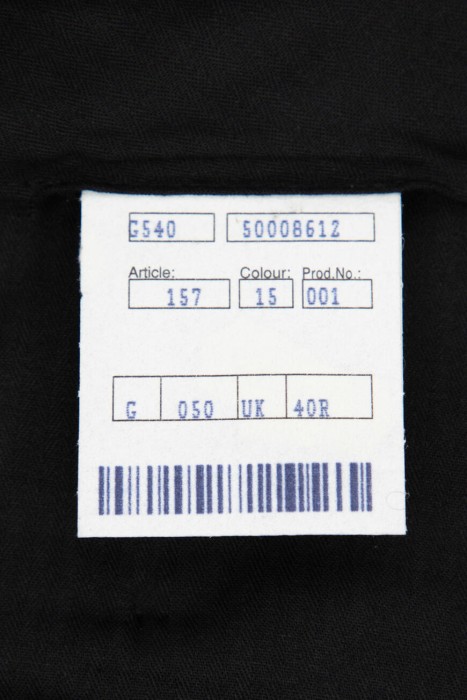 G540 50008612
Article: Colour: Prod.No.:
157 15 001
G 050 UK 40R